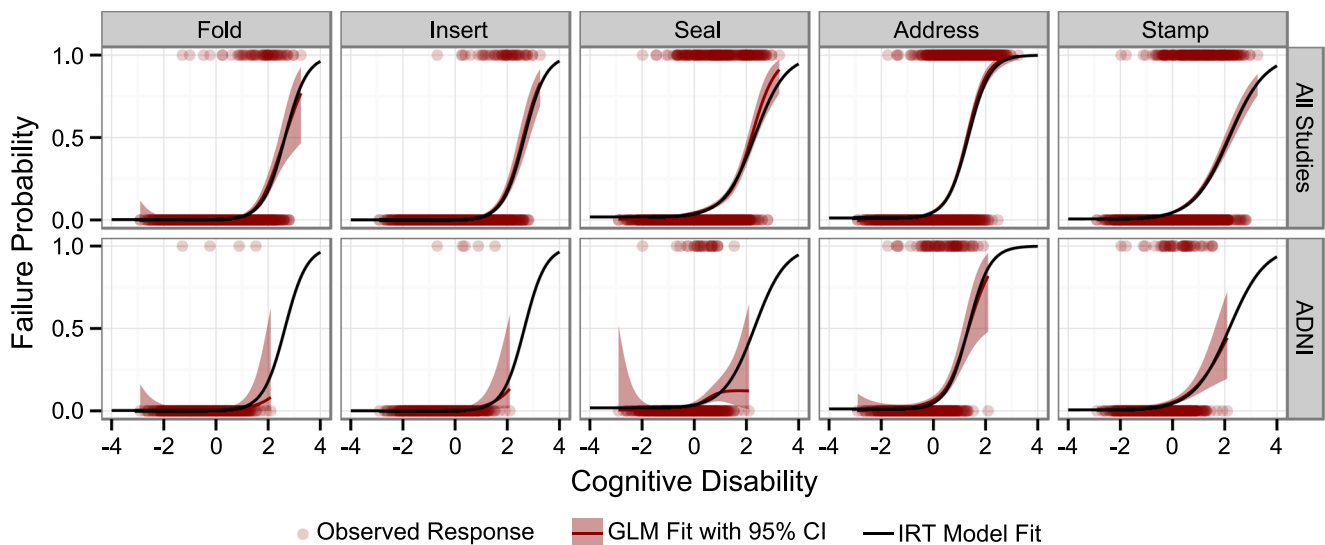 Fold Insert Seal Address Stamp
1.0
0.5
0.0
All Studies
1.0
0.5
0.0
ADNI
Failure Probability
-4 -2 0 2 4 -4 -2 0 2 4 -4 -2 0 2 4 -4 -2 0 2 4 -4 -2 0 2 4
Cognitive Disability
Observed Response GLM Fit with 95% CI IRT Model Fit